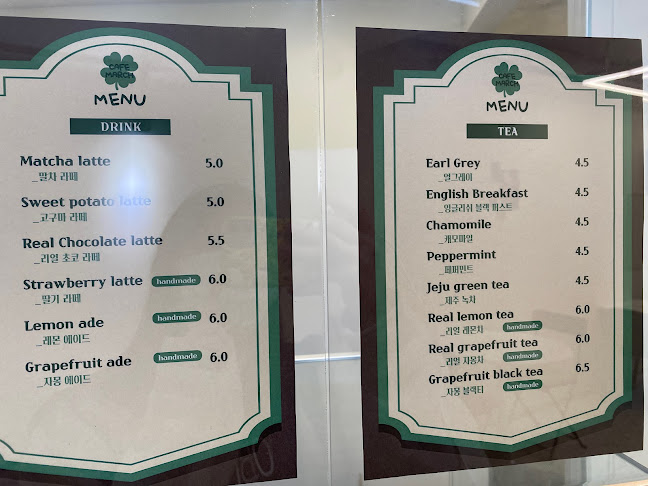 CAFE
MARCH
MENU
DRINK
Matcha latte 5.0
_말차 라떼
Sweet potato latte 5.0
_고구마 라떼
Real Chocolate latte 5.5
_리얼 초코 라떼
Strawberry latte handmade 6.0
_딸기 라떼
Lemon ade handmade 6.0
_레몬 에이드
Grapefruit ade handmade 6.0
_자몽 에이드
CAFE
MARCH
MENU
TEA
Earl Grey 4.5
_얼그레이
English Breakfast 4.5
_잉글리쉬 블랙 퍼스트
Chamomile 4.5
_캐모마일
Peppermint 4.5
_페퍼민트
Jeju green tea 4.5
_제주 녹차
Real lemon tea 6.0
_리얼 레몬차 handmade
Real grapefruit tea 6.0
_리얼 자몽차 handmade
Grapefruit black tea 6.5
_자몽 블랙티 handmade